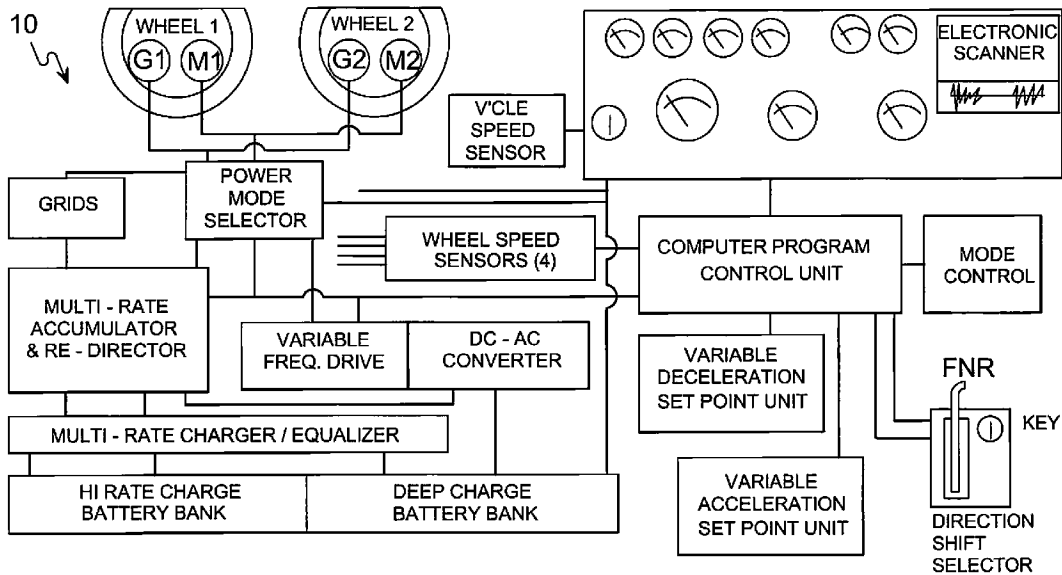 10
WHEEL 1
G1
M1
WHEEL 2
G2
M2
ELECTRONIC
SCANNER
V'CLE
SPEED
SENSOR
GRIDS
POWER
MODE
SELECTOR
WHEEL SPEED
SENSORS (4)
COMPUTER PROGRAM
CONTROL UNIT
MODE
CONTROL
MULTI - RATE
ACCUMULATOR
& RE - DIRECTOR
VARIABLE
FREQ. DRIVE
DC - AC
CONVERTER
VARIABLE
DECELERATION
SET POINT UNIT
FNR
KEY
MULTI - RATE CHARGER / EQUALIZER
HI RATE CHARGE
BATTERY BANK
DEEP CHARGE
BATTERY BANK
VARIABLE
ACCELERATION
SET POINT UNIT
DIRECTION
SHIFT
SELECTOR